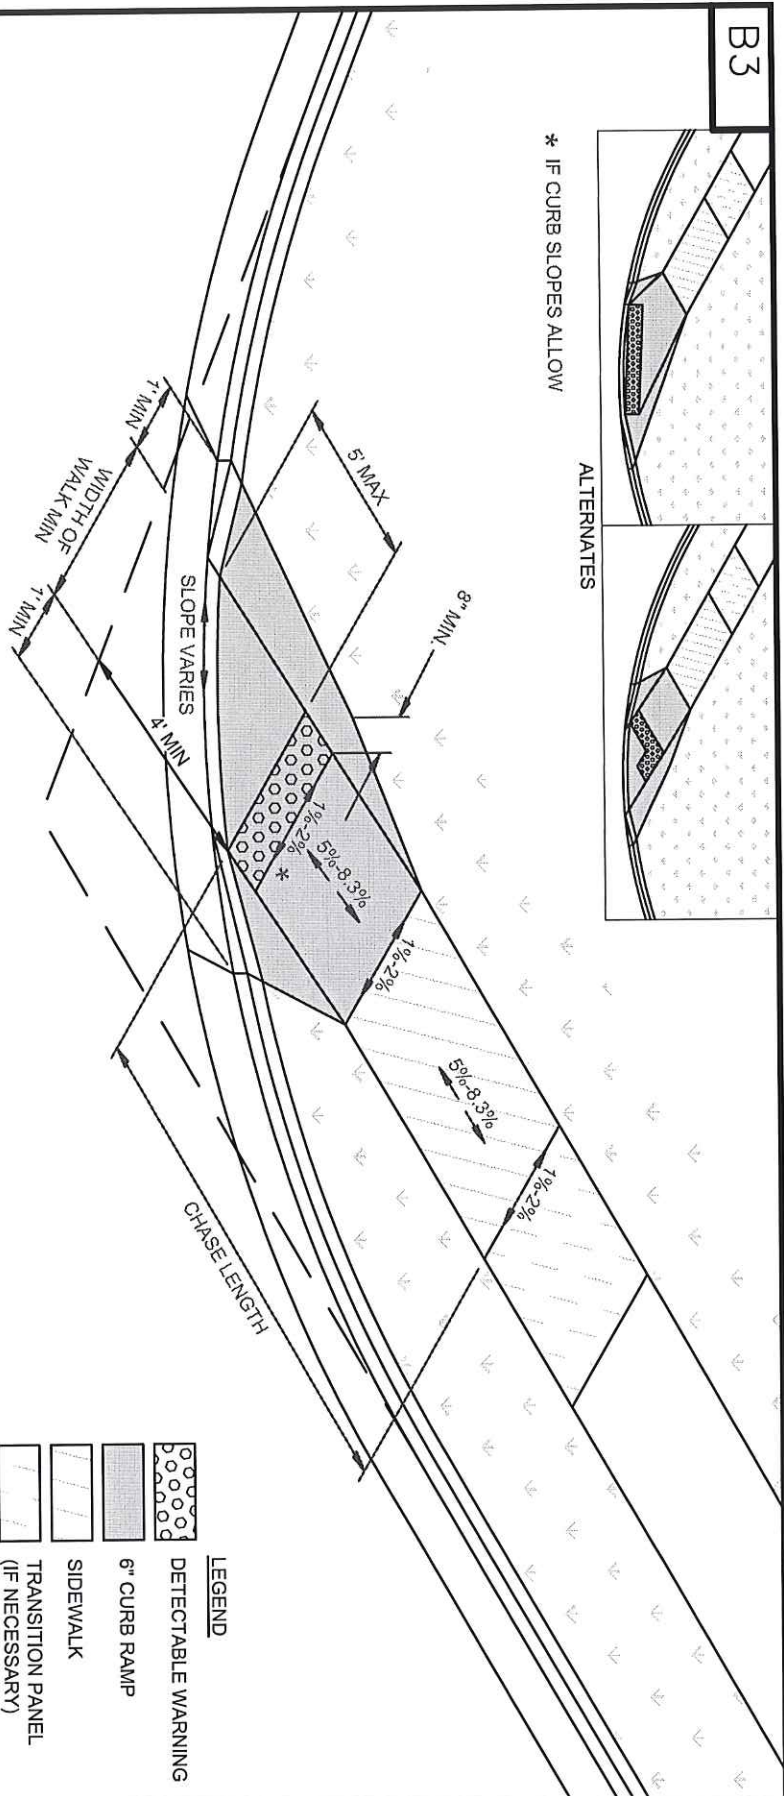 B3
ALTERNATES
* IF CURB SLOPES ALLOW
5' MAX
8" MIN.
1' MIN
WIDTH OF
WALK MIN
1' MIN
SLOPE VARIES
4' MIN
1%-2%
*
5%-8.3%
1%-2%
5%-8.3%
1%-2%
CHASE LENGTH
LEGEND
DETECTABLE WARNING
6" CURB RAMP
SIDEWALK
TRANSITION PANEL
(IF NECESSARY)